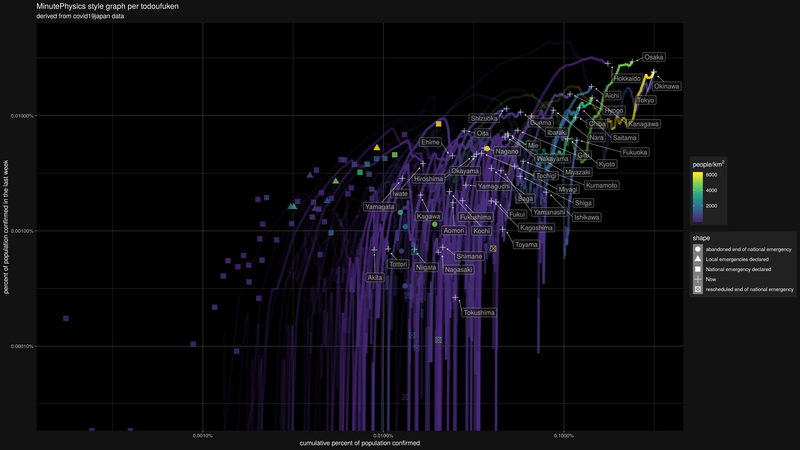 MinutePhysics style graph per todoufuken
derived from covid19japan data
percent of population confirmed in the last week
0.01000%
0.00100%
0.00010%
Osaka
Hokkaido
Okinawa
Aichi
Tokyo
Hyogo
Shizuoka
Gunma
Chiba
Kanagawa
Oita
Ibaraki
Nara
Saitama
Ehime
Mie
Nagano
Gifu
Fukuoka
Wakayama
Kyoto
Okayama
Miyazaki
Hiroshima
Tochigi
Kumamoto
Yamaguchi
Miyagi
Iwate
Saga
Shiga
Yamagata
Yamanashi
Kagawa
Fukushima
Fukui
Ishikawa
Aomori
Kochi
Kagoshima
Toyama
Shimane
Tottori
Niigata
Nagasaki
Akita
Tokushima
0.0010%
0.0100%
0.1000%
cumulative percent of population confirmed
people/km²
6000
4000
2000
shape
abandoned end of national emergency
Local emergencies declared
National emergency declared
Now
rescheduled end of national emergency